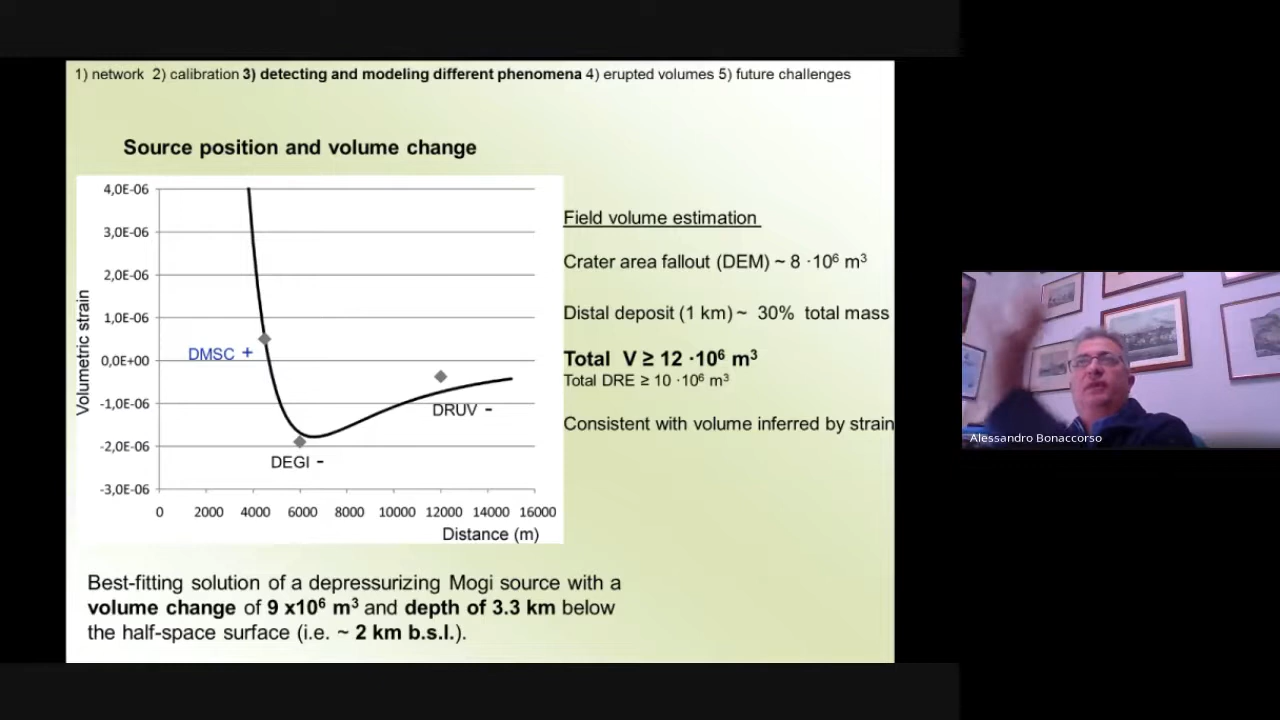 1) network 2) calibration 3) detecting and modeling different phenomena 4) erupted volumes 5) future challenges
Source position and volume change
4,0E-06
3,0E-06
2,0E-06
1,0E-06
0,0E+00
-1,0E-06
-2,0E-06
-3,0E-06
Volumetric strain
DMSC +
DEGI -
DRUV -
0 2000 4000 6000 8000 10000 12000 14000 16000
Distance (m)
Field volume estimation
Crater area fallout (DEM) ~ 8 ·10⁶ m³
Distal deposit (1 km) ~ 30% total mass
Total V ≥ 12 ·10⁶ m³
Total DRE ≥ 10 ·10⁶ m³
Consistent with volume inferred by strain
Best-fitting solution of a depressurizing Mogi source with a
volume change of 9 x10⁶ m³ and depth of 3.3 km below
the half-space surface (i.e. ~ 2 km b.s.l.).
Alessandro Bonaccorso